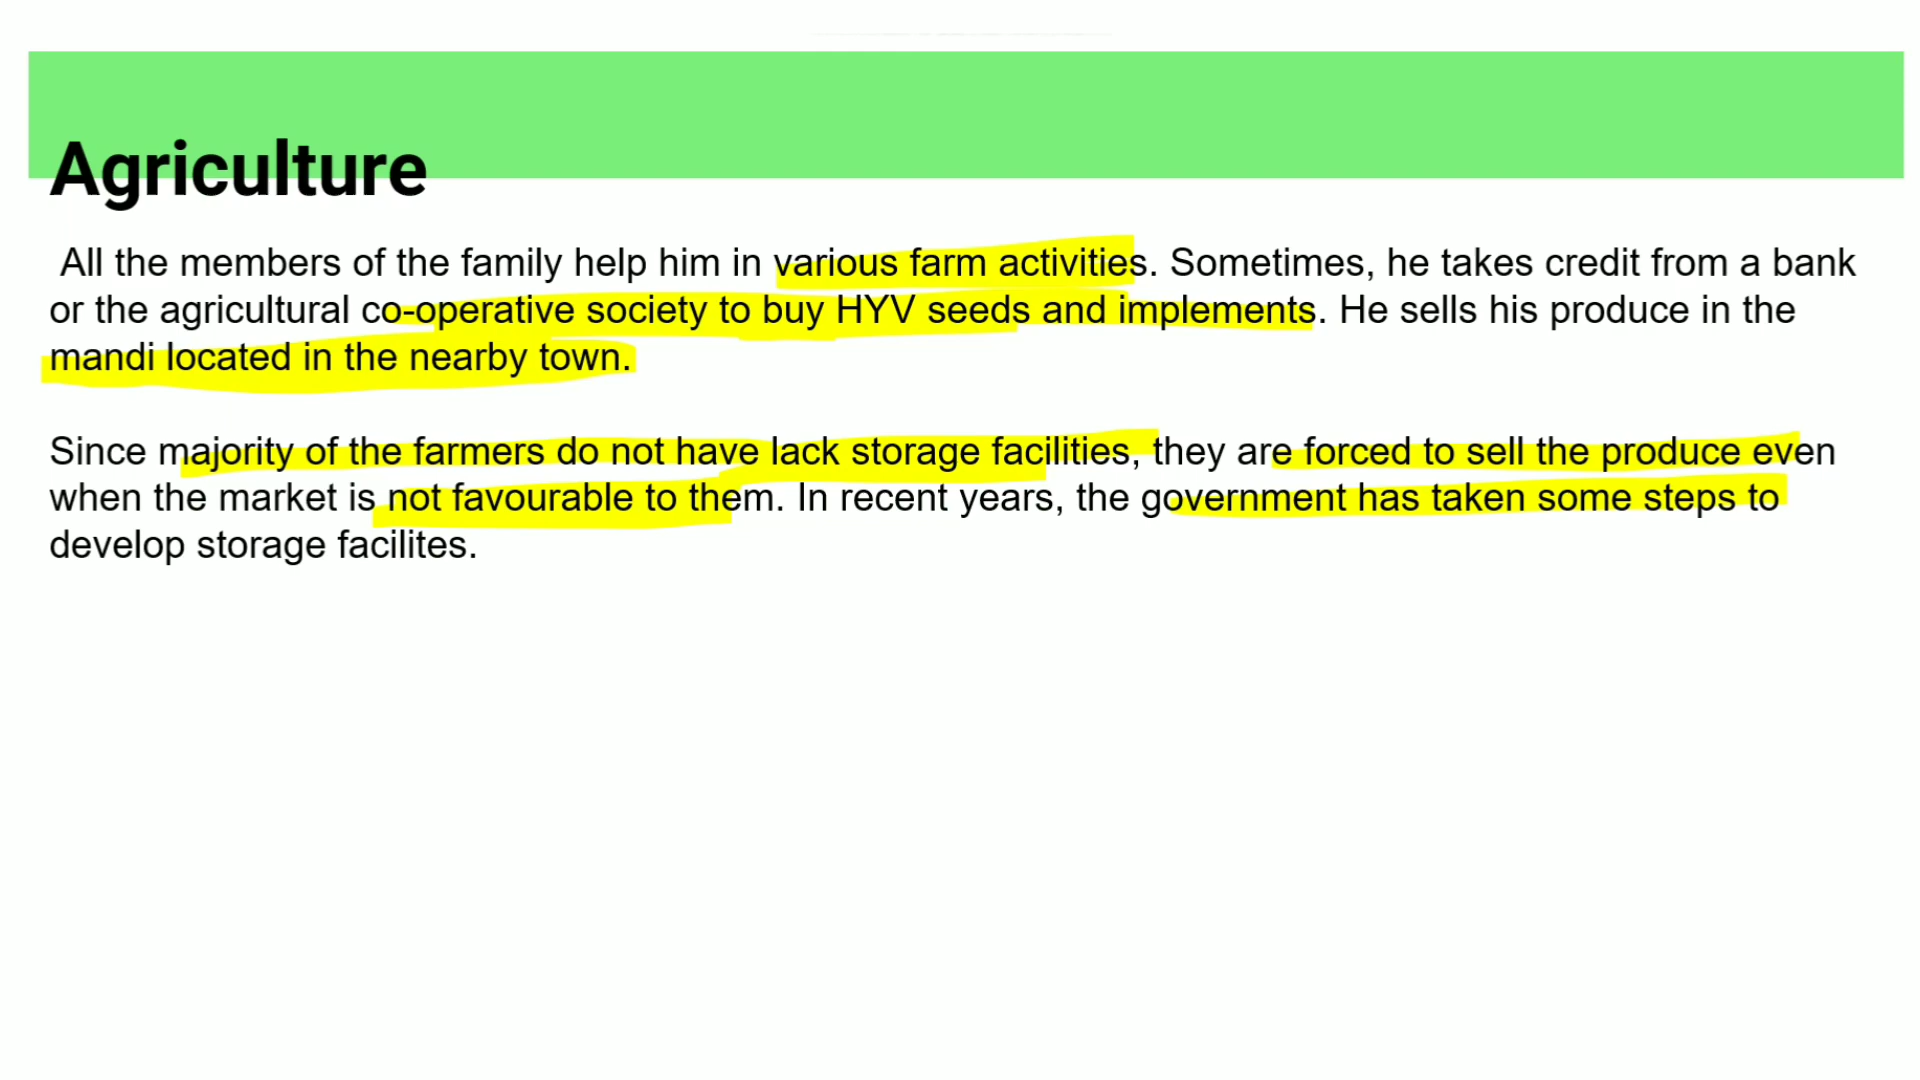 Agriculture
All the members of the family help him in various farm activities. Sometimes, he takes credit from a bank
or the agricultural co-operative society to buy HYV seeds and implements. He sells his produce in the
mandi located in the nearby town.
Since majority of the farmers do not have lack storage facilities, they are forced to sell the produce even
when the market is not favourable to them. In recent years, the government has taken some steps to
develop storage facilites.